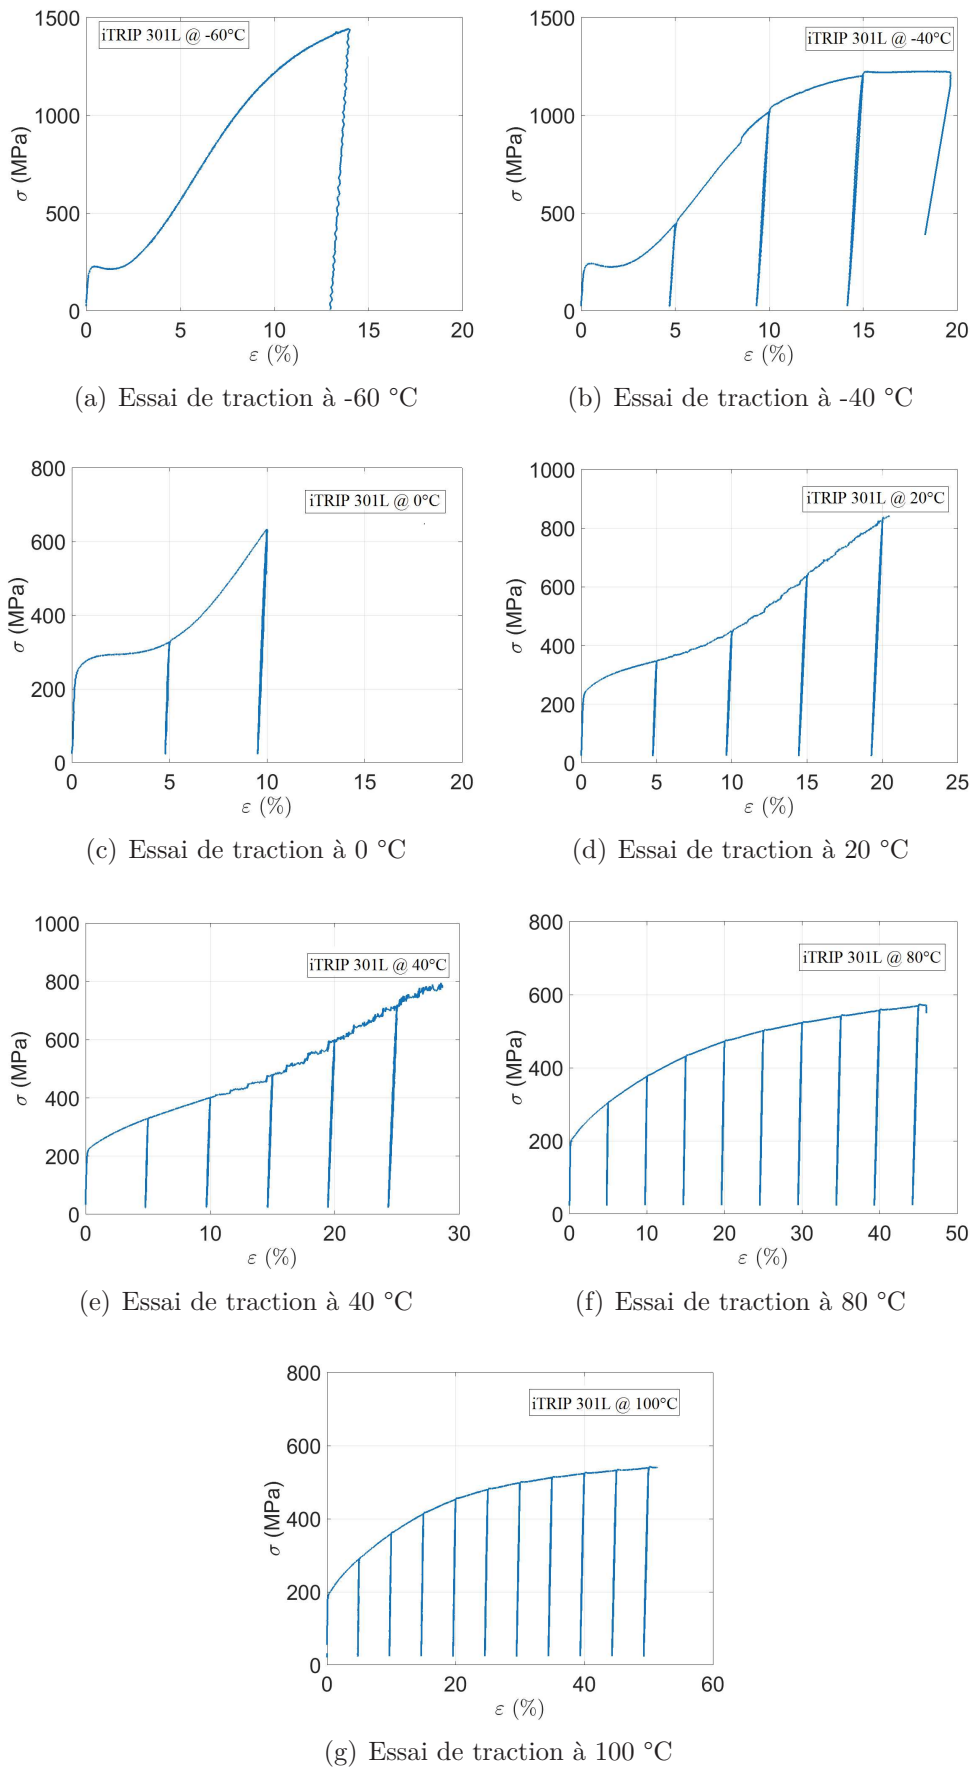 1500
iTRIP 301L @ -60°C
1000
σ (MPa)
500
0
0 5 10 15 20
ε (%)
(a) Essai de traction à -60 °C
1500
iTRIP 301L @ -40°C
1000
σ (MPa)
500
0
0 5 10 15 20
ε (%)
(b) Essai de traction à -40 °C
800
iTRIP 301L @ 0°C
600
σ (MPa)
400
200
0
0 5 10 15 20
ε (%)
(c) Essai de traction à 0 °C
1000
iTRIP 301L @ 20°C
800
600
σ (MPa)
400
200
0
0 5 10 15 20 25
ε (%)
(d) Essai de traction à 20 °C
1000
iTRIP 301L @ 40°C
800
600
σ (MPa)
400
200
0
0 10 20 30
ε (%)
(e) Essai de traction à 40 °C
800
iTRIP 301L @ 80°C
600
σ (MPa)
400
200
0
0 10 20 30 40 50
ε (%)
(f) Essai de traction à 80 °C
800
iTRIP 301L @ 100°C
600
σ (MPa)
400
200
0
0 20 40 60
ε (%)
(g) Essai de traction à 100 °C